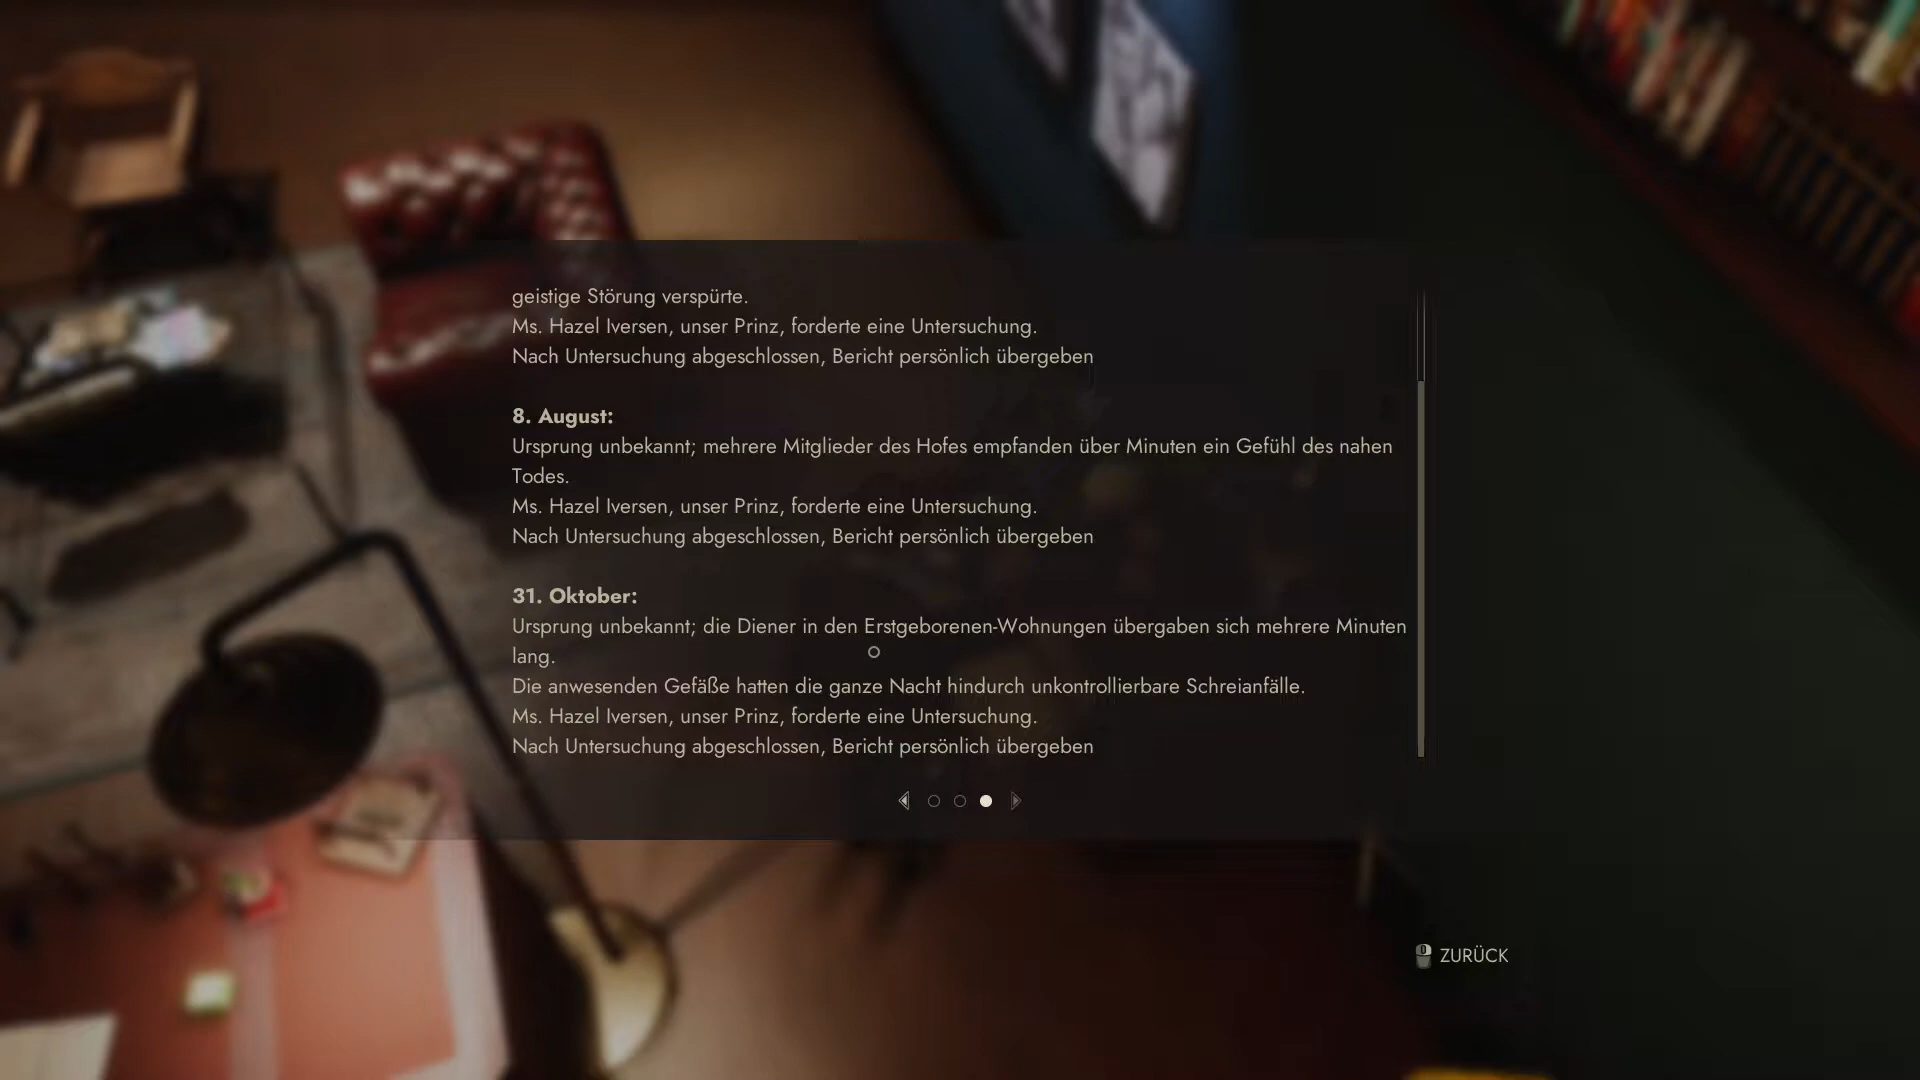 geistige Störung verspürte.
Ms. Hazel Iversen, unser Prinz, forderte eine Untersuchung.
Nach Untersuchung abgeschlossen, Bericht persönlich übergeben
8. August:
Ursprung unbekannt; mehrere Mitglieder des Hofes empfanden über Minuten ein Gefühl des nahen
Todes.
Ms. Hazel Iversen, unser Prinz, forderte eine Untersuchung.
Nach Untersuchung abgeschlossen, Bericht persönlich übergeben
31. Oktober:
Ursprung unbekannt; die Diener in den Erstgeborenen-Wohnungen übergaben sich mehrere Minuten
lang.
Die anwesenden Gefäße hatten die ganze Nacht hindurch unkontrollierbare Schreianfälle.
Ms. Hazel Iversen, unser Prinz, forderte eine Untersuchung.
Nach Untersuchung abgeschlossen, Bericht persönlich übergeben
ZURÜCK